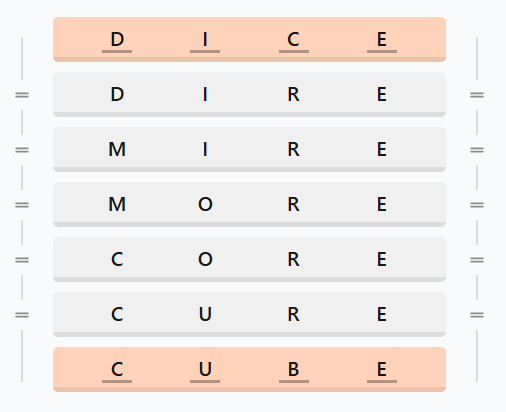 D I C E
D I R E
M I R E
M O R E
C O R E
C U R E
C U B E